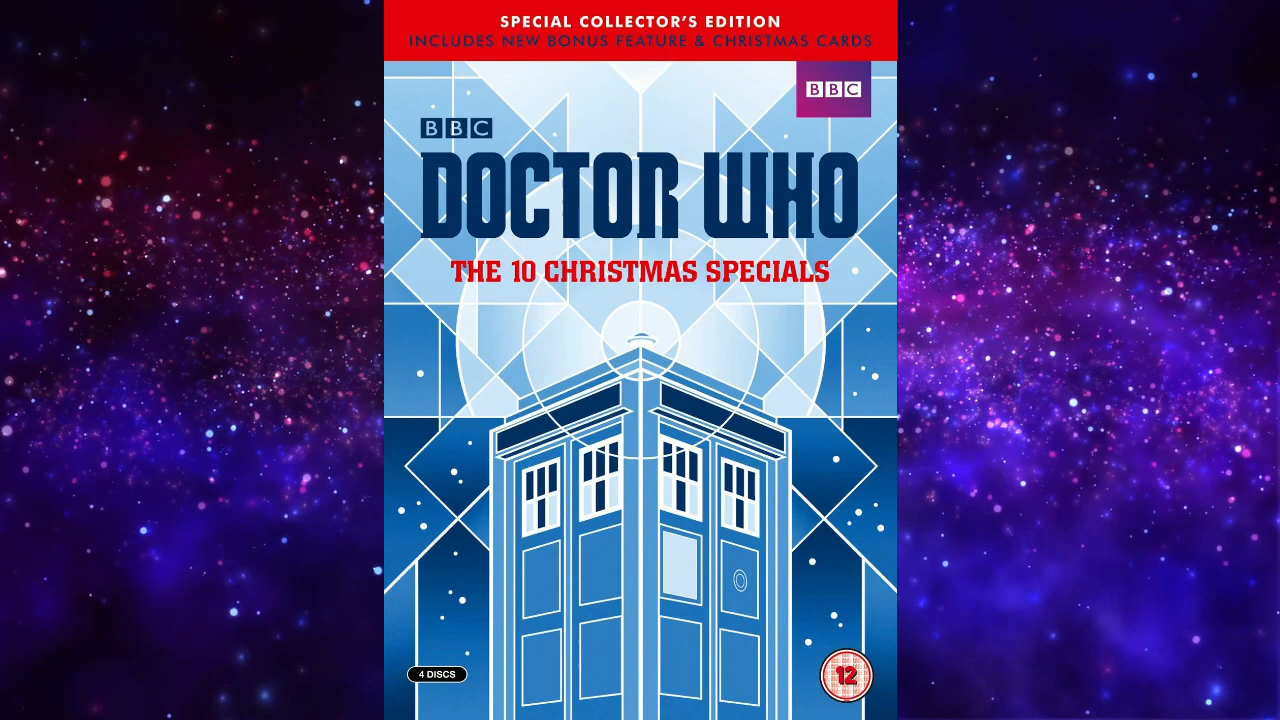 SPECIAL COLLECTOR'S EDITION
INCLUDES NEW BONUS FEATURE & CHRISTMAS CARDS
BBC
BBC
DOCTOR WHO
THE 10 CHRISTMAS SPECIALS
4 DISCS
12